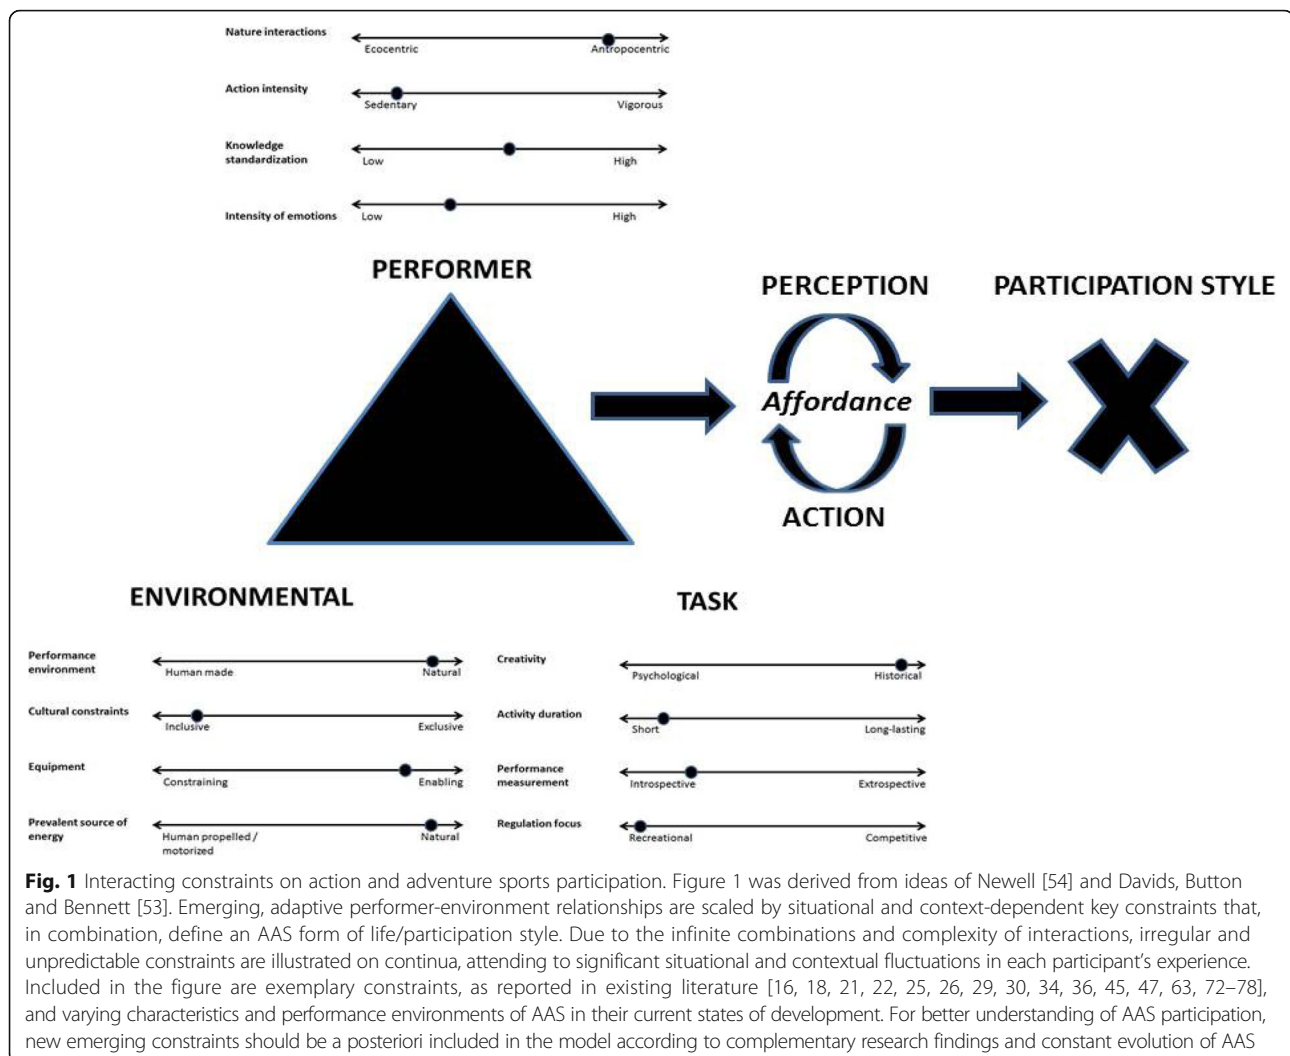 Nature interactions
Ecocentric
Antropocentric
Action intensity
Sedentary
Vigorous
Knowledge
standardization
Low
High
Intensity of emotions
Low
High
PERFORMER
PERCEPTION
PARTICIPATION STYLE
Affordance
ACTION
ENVIRONMENTAL
TASK
Performance
environment
Human made
Natural
Cultural constraints
Inclusive
Exclusive
Equipment
Constraining
Enabling
Prevalent source of
energy
Human propelled /
motorized
Natural
Creativity
Psychological
Historical
Activity duration
Short
Long-lasting
Performance
measurement
Introspective
Extrospective
Regulation focus
Recreational
Competitive
Fig. 1 Interacting constraints on action and adventure sports participation. Figure 1 was derived from ideas of Newell [54] and Davids, Button
and Bennett [53]. Emerging, adaptive performer-environment relationships are scaled by situational and context-dependent key constraints that,
in combination, define an AAS form of life/participation style. Due to the infinite combinations and complexity of interactions, irregular and
unpredictable constraints are illustrated on continua, attending to significant situational and contextual fluctuations in each participant's experience.
Included in the figure are exemplary constraints, as reported in existing literature [16, 18, 21, 22, 25, 26, 29, 30, 34, 36, 45, 47, 63, 72–78],
and varying characteristics and performance environments of AAS in their current states of development. For better understanding of AAS participation,
new emerging constraints should be a posteriori included in the model according to complementary research findings and constant evolution of AAS